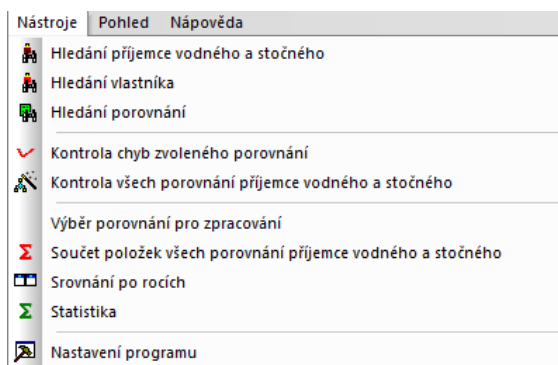 Nástroje Pohled Nápověda
Hledání příjemce vodného a stočného
Hledání vlastníka
Hledání porovnání
Kontrola chyb zvoleného porovnání
Kontrola všech porovnání příjemce vodného a stočného
Výběr porovnání pro zpracování
Součet položek všech porovnání příjemce vodného a stočného
Srovnání po rocích
Statistika
Nastavení programu